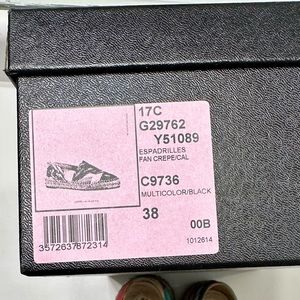 17C
G29762
Y51089
ESPADRILLES
FAN CREPE/CAL
C9736
MULTICOLOR/BLACK
38
00B
3572637872314
1012614